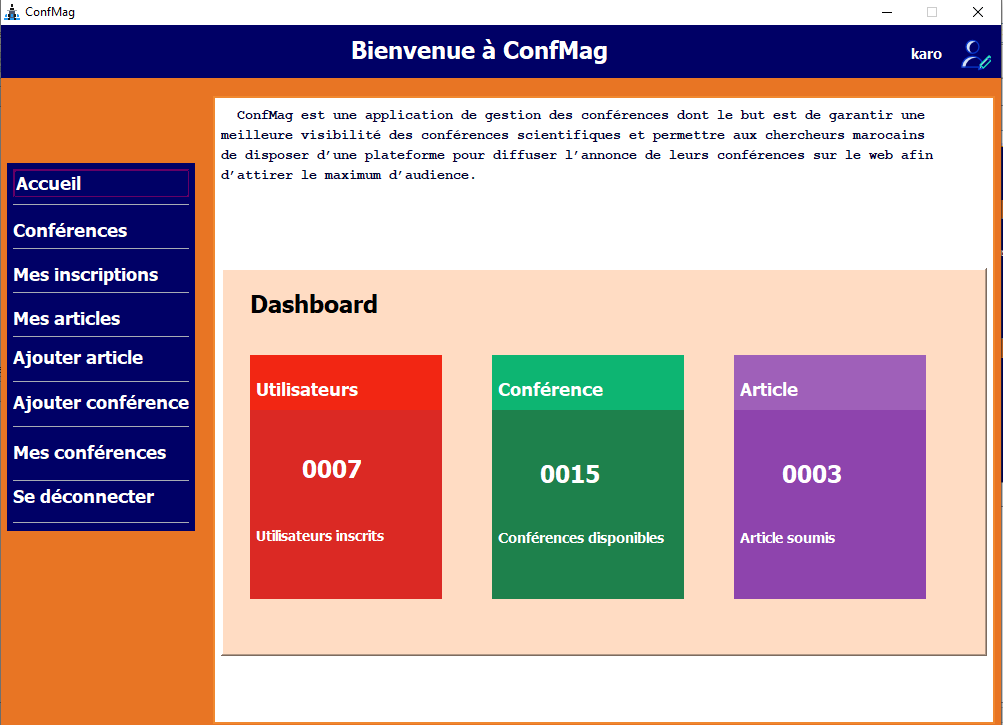 ConfMag
Bienvenue à ConfMag
karo
ConfMag est une application de gestion des conférences dont le but est de garantir une
meilleure visibilité des conférences scientifiques et permettre aux chercheurs marocains
de disposer d’une plateforme pour diffuser l’annonce de leurs conférences sur le web afin
d’attirer le maximum d’audience.
Accueil
Conférences
Mes inscriptions
Mes articles
Ajouter article
Ajouter conférence
Mes conférences
Se déconnecter
Dashboard
Utilisateurs
0007
Utilisateurs inscrits
Conférence
0015
Conférences disponibles
Article
0003
Article soumis